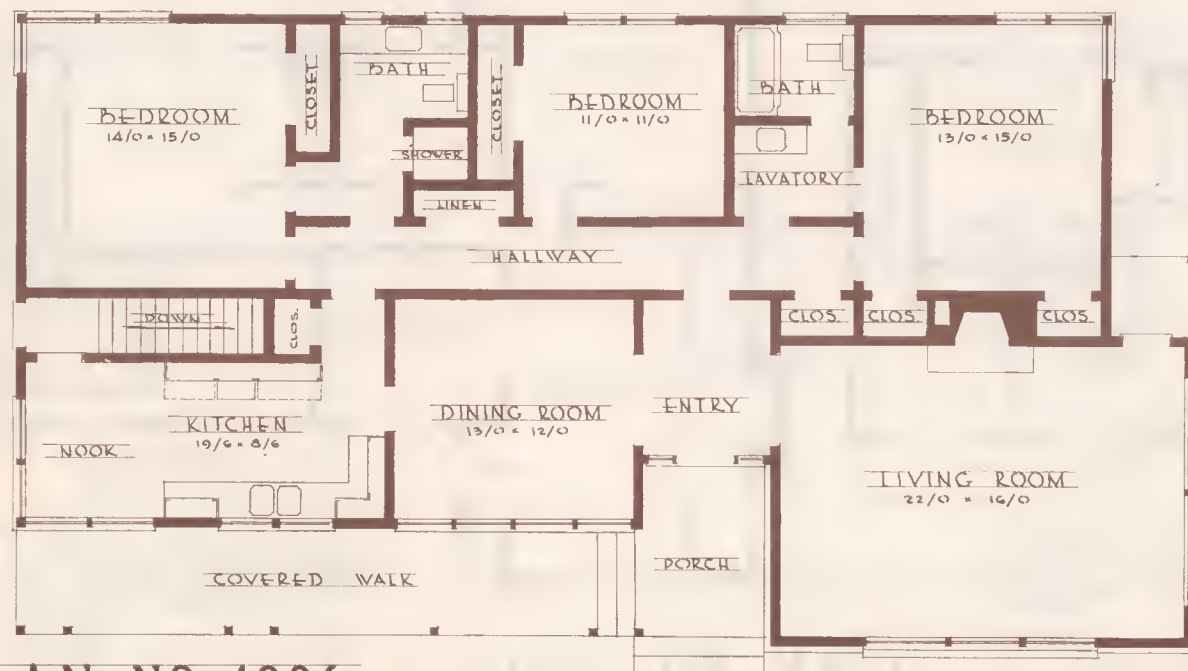 BEDROOM
14/0 × 15/0
CLOSET
BATH
SHOWER
LINEN
CLOSET
BEDROOM
11/0 × 11/0
BATH
LAVATORY
BEDROOM
13/0 × 15/0
HALLWAY
DOWN
CLOS.
CLOS.
CLOS.
CLOS.
KITCHEN
19/6 × 8/6
NOOK
DINING ROOM
13/0 × 12/0
ENTRY
LIVING ROOM
22/0 × 16/0
COVERED WALK
PORCH